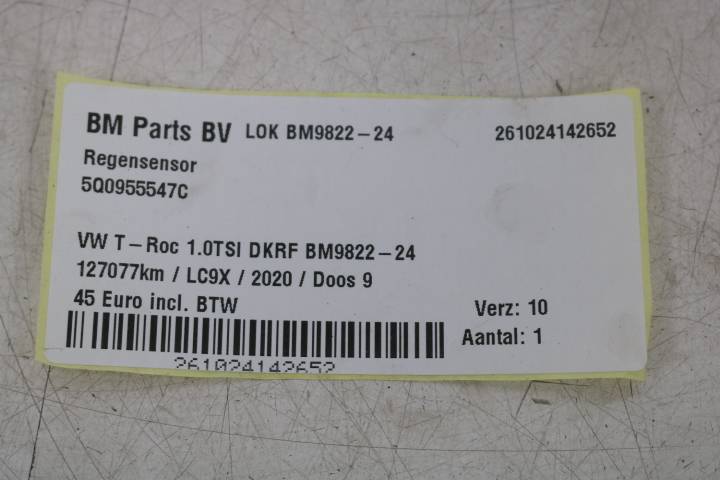 BM Parts BV LOK BM9822-24 261024142652
Regensensor
5Q0955547C
VW T-Roc 1.0TSI DKRF BM9822-24
127077km / LC9X / 2020 / Doos 9
45 Euro incl. BTW Verz: 10
Aantal: 1
261024142652